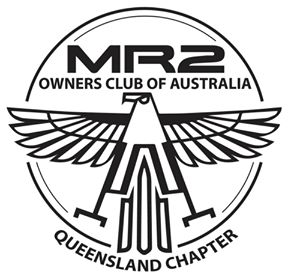 MR2
OWNERS CLUB OF AUSTRALIA
QUEENSLAND CHAPTER